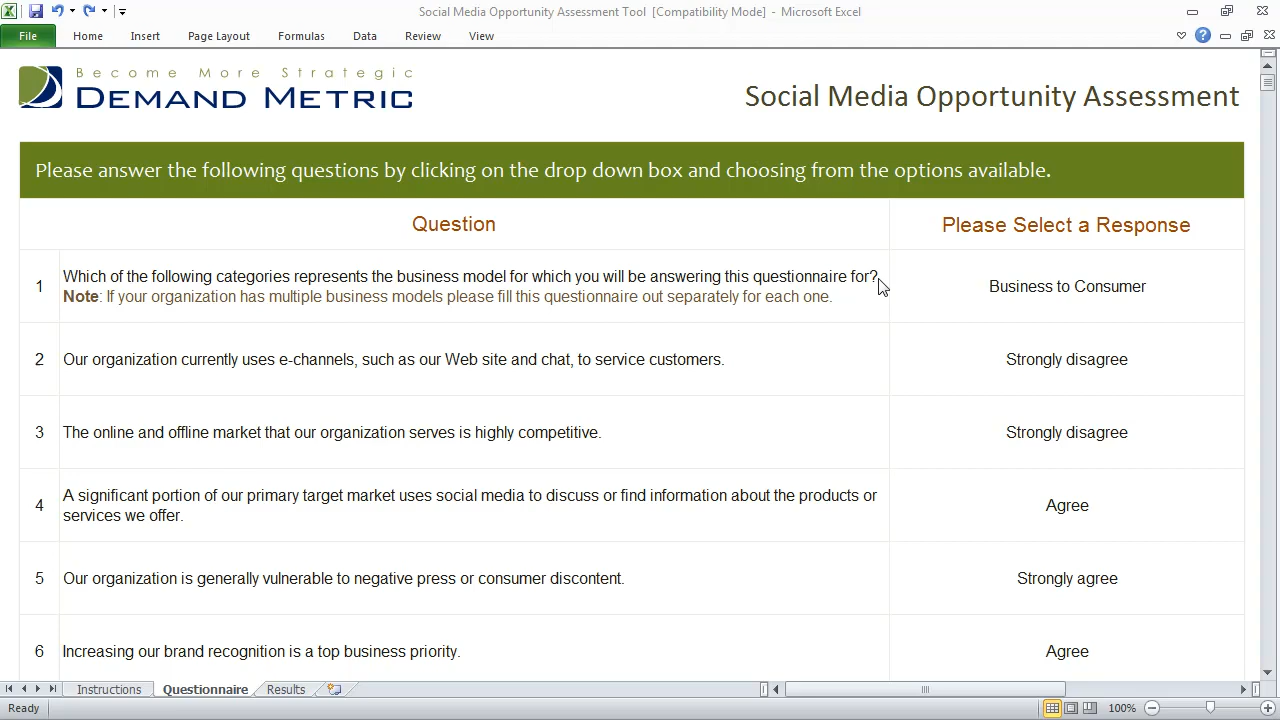 Social Media Opportunity Assessment Tool  [Compatibility Mode]  -  Microsoft Excel
File Home Insert Page Layout Formulas Data Review View
Become More Strategic
DEMAND METRIC
Social Media Opportunity Assessment
Please answer the following questions by clicking on the drop down box and choosing from the options available.
Question Please Select a Response
1 Which of the following categories represents the business model for which you will be answering this questionnaire for?
Note: If your organization has multiple business models please fill this questionnaire out separately for each one.
Business to Consumer
2 Our organization currently uses e-channels, such as our Web site and chat, to service customers. Strongly disagree
3 The online and offline market that our organization serves is highly competitive. Strongly disagree
4 A significant portion of our primary target market uses social media to discuss or find information about the products or
services we offer.
Agree
5 Our organization is generally vulnerable to negative press or consumer discontent. Strongly agree
6 Increasing our brand recognition is a top business priority. Agree
Instructions Questionnaire Results
Ready 100%